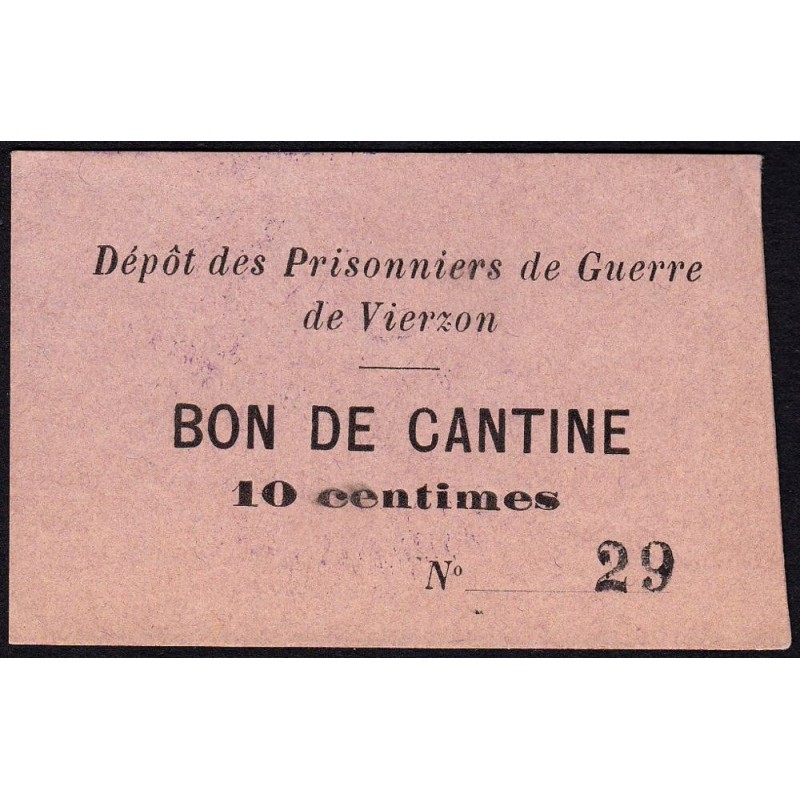 Dépôt des Prisonniers de Guerre
de Vierzon
BON DE CANTINE
10 centimes
N° 29